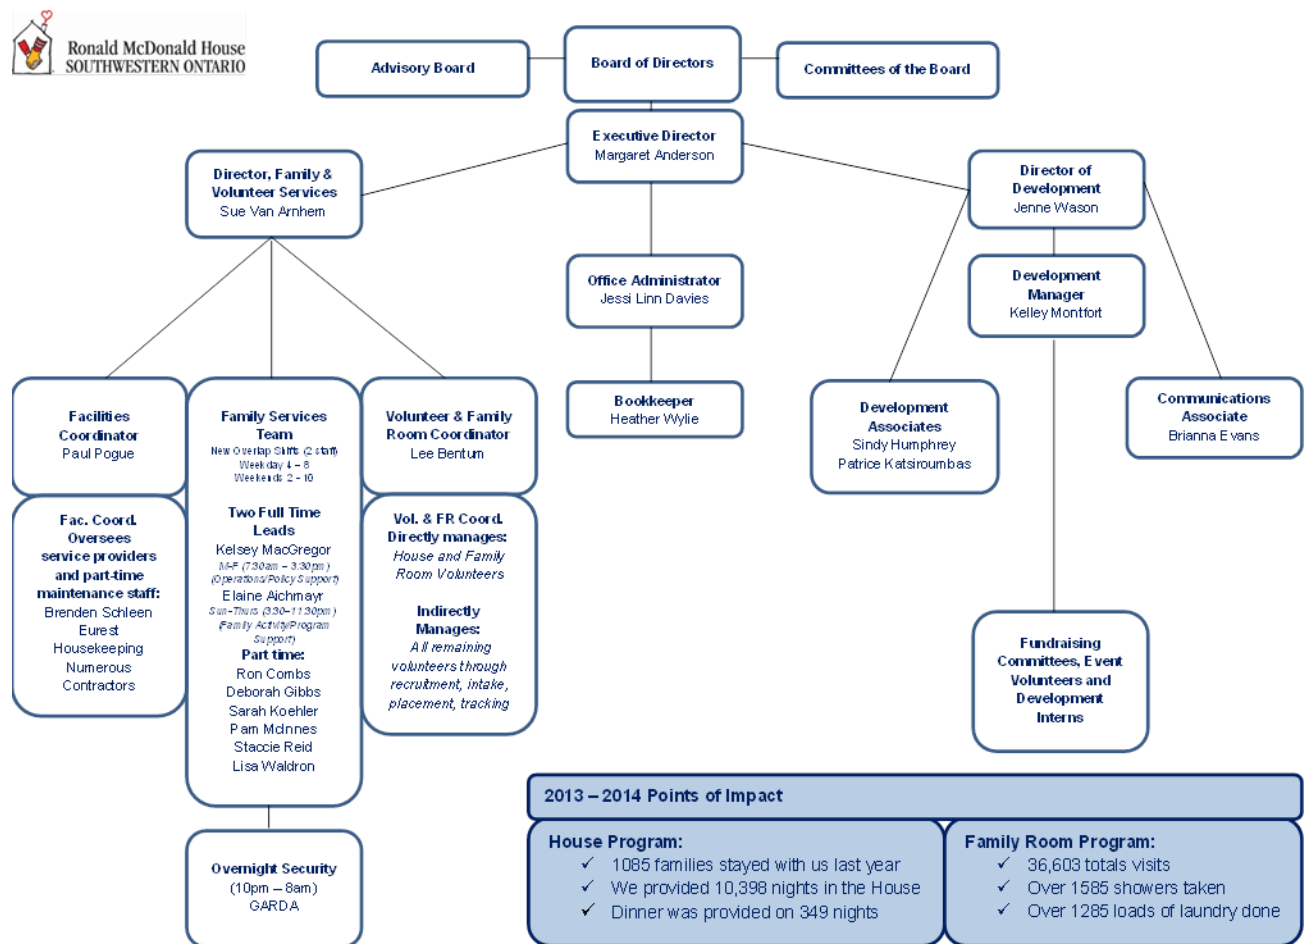 Ronald McDonald House
SOUTHWESTERN ONTARIO
Advisory Board
Board of Directors
Committees of the Board
Executive Director
Margaret Anderson
Director, Family &
Volunteer Services
Sue Van Arnhem
Director of
Development
Jenne Wason
Office Administrator
Jessi Linn Davies
Development
Manager
Kelley Montfort
Bookkeeper
Heather Wylie
Facilities
Coordinator
Paul Pogue
Family Services
Team
New Overlap Shifts (2 staff)
Weekday 4 – 8
Weekends 2 – 10
Two Full Time
Leads
Kelsey MacGregor
M-F (7:30am – 3:30pm)
(Operations/Policy Support)
Elaine Aichmayr
Sun-Thurs (3:30–11:30pm)
(Family Activity/Program
Support)
Part time:
Ron Combs
Deborah Gibbs
Sarah Koehler
Pam McInnes
Staccie Reid
Lisa Waldron
Volunteer & Family
Room Coordinator
Lee Bentum
Development
Associates
Sindy Humphrey
Patrice Katsiroumbas
Communications
Associate
Brianna Evans
Fac. Coord.
Oversees
service providers
and part-time
maintenance staff:
Brenden Schleen
Eurest
Housekeeping
Numerous
Contractors
Vol. & FR Coord.
Directly manages:
House and Family
Room Volunteers
Indirectly
Manages:
All remaining
volunteers through
recruitment, intake,
placement, tracking
Fundraising
Committees, Event
Volunteers and
Development
Interns
Overnight Security
(10pm – 8am)
GARDA
2013 – 2014 Points of Impact
House Program:
✓ 1085 families stayed with us last year
✓ We provided 10,398 nights in the House
✓ Dinner was provided on 349 nights
Family Room Program:
✓ 36,603 totals visits
✓ Over 1585 showers taken
✓ Over 1285 loads of laundry done